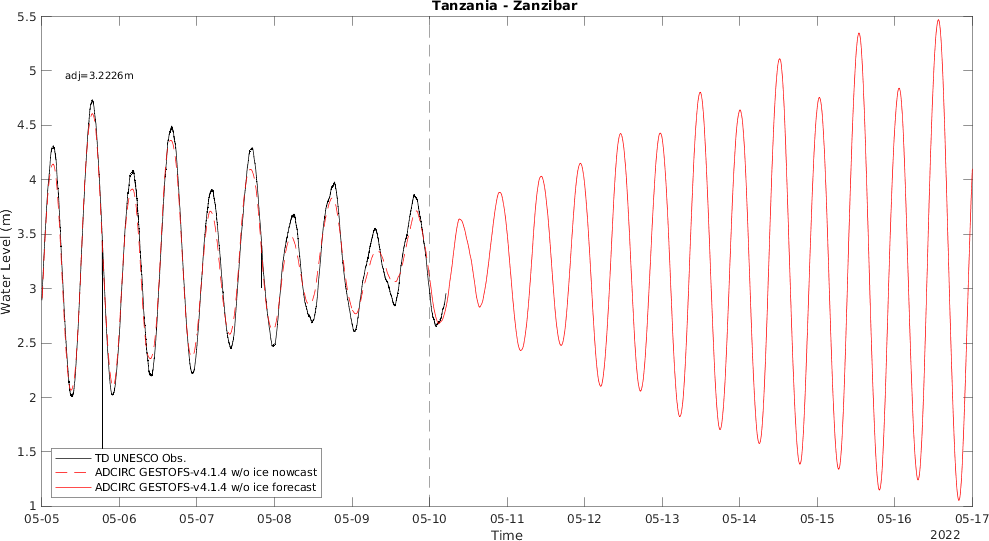 Tanzania - Zanzibar
adj=3.2226m
Water Level (m)
5.5
5
4.5
4
3.5
3
2.5
2
1.5
1
TD UNESCO Obs.
ADCIRC GESTOFS-v4.1.4 w/o ice nowcast
ADCIRC GESTOFS-v4.1.4 w/o ice forecast
05-05 05-06 05-07 05-08 05-09 05-10 05-11 05-12 05-13 05-14 05-15 05-16 05-17
Time
2022